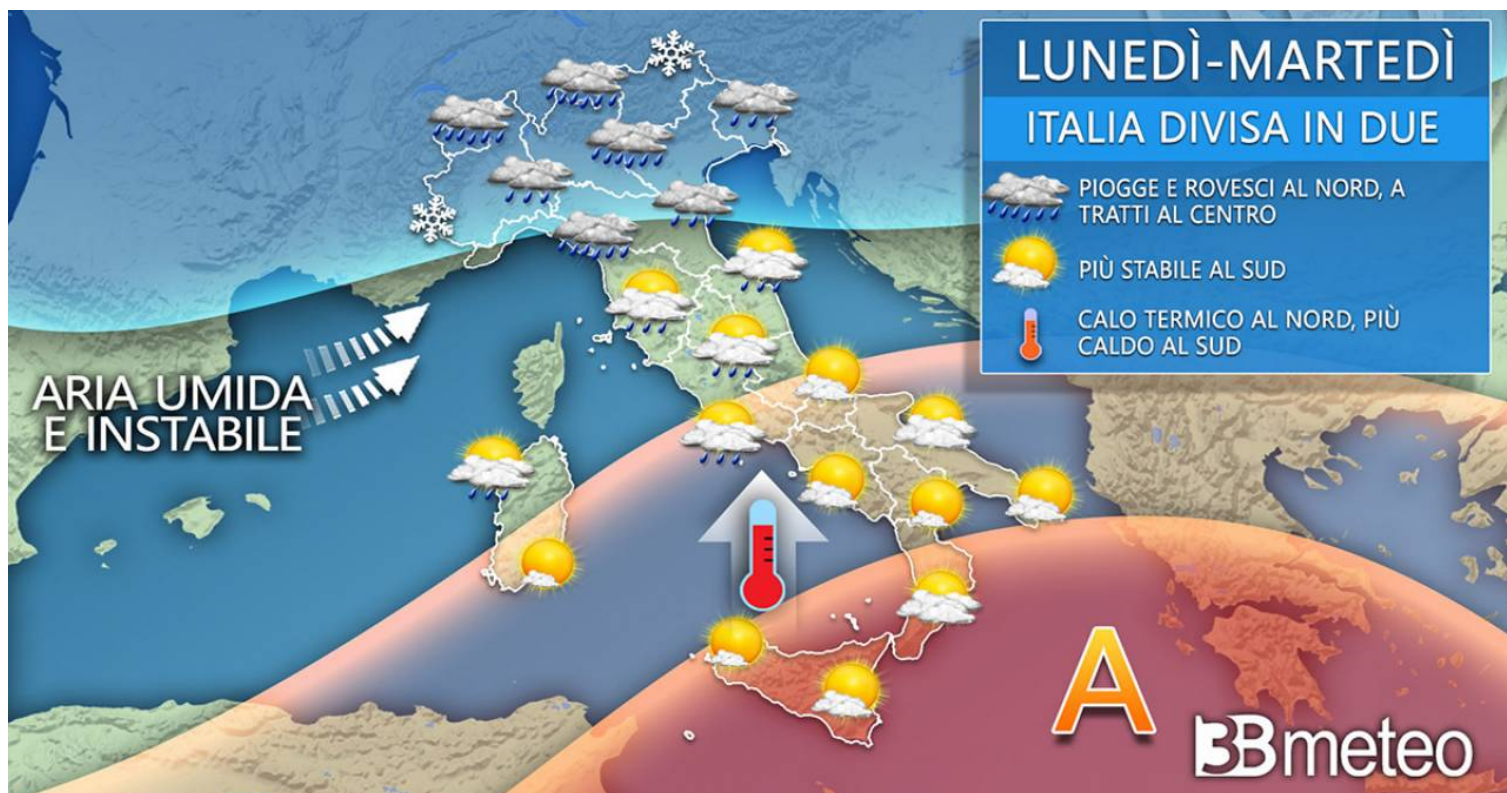 LUNEDÌ-MARTEDÌ
ITALIA DIVISA IN DUE
PIOGGE E ROVESCI AL NORD, A
TRATTI AL CENTRO
PIÙ STABILE AL SUD
CALO TERMICO AL NORD, PIÙ
CALDO AL SUD
ARIA UMIDA
E INSTABILE
A
3Bmeteo